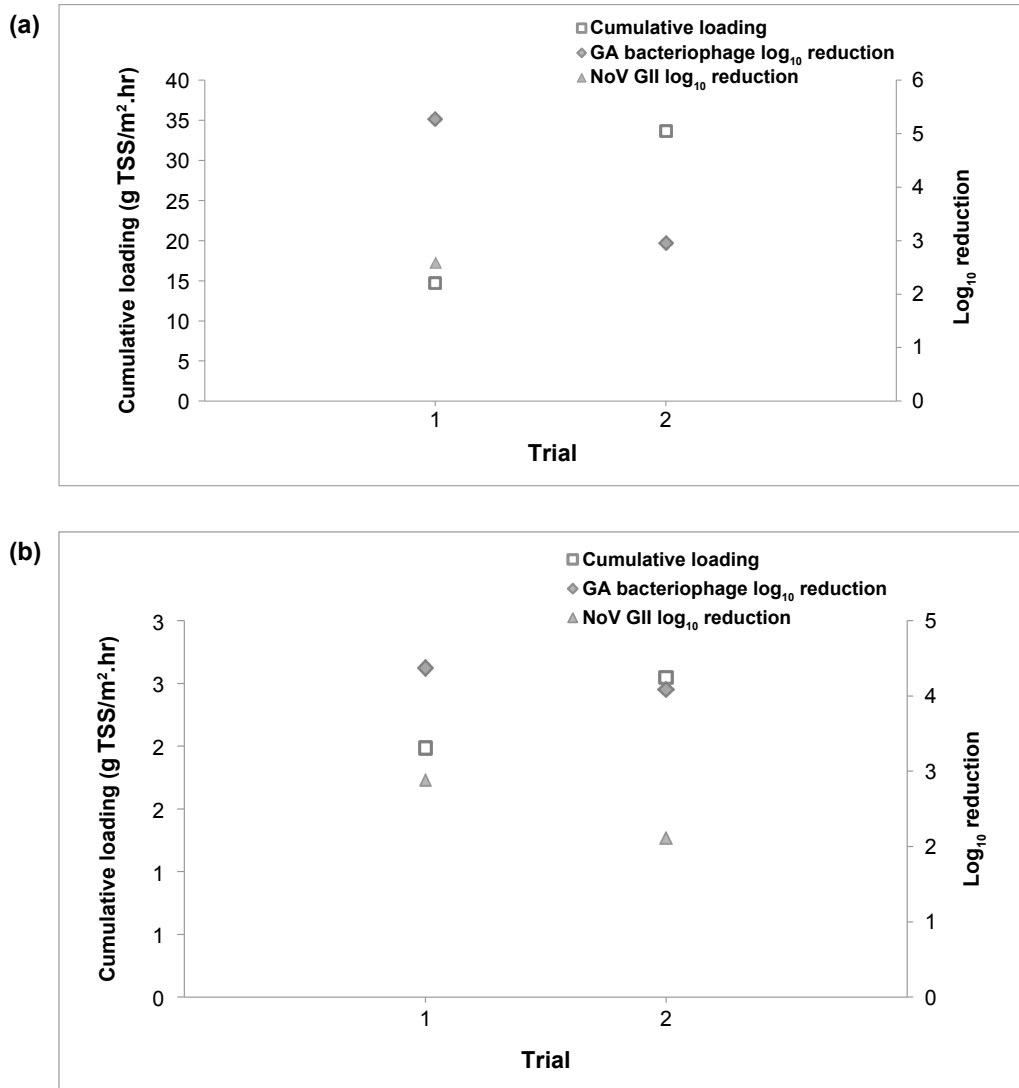 (a)
Cumulative loading
GA bacteriophage log₁₀ reduction
NoV GII log₁₀ reduction
Cumulative loading (g TSS/m².hr)
40
35
30
25
20
15
10
5
0
6
5
4
3
2
1
0
Log₁₀ reduction
1
2
Trial
(b)
Cumulative loading
GA bacteriophage log₁₀ reduction
NoV GII log₁₀ reduction
Cumulative loading (g TSS/m².hr)
3
3
2
2
1
1
0
5
4
3
2
1
0
Log₁₀ reduction
1
2
Trial